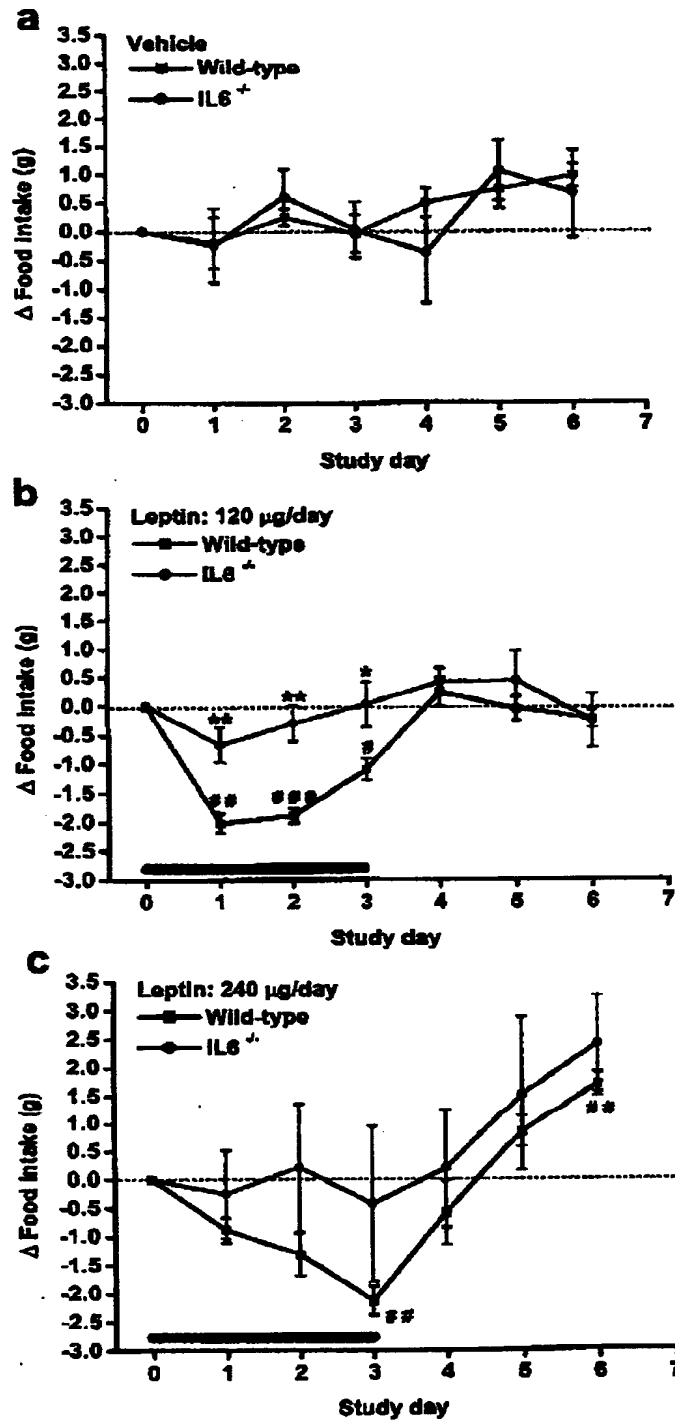 a
Vehicle
Wild-type
IL6 -/-
3.5
3.0
2.5
2.0
1.5
1.0
0.5
0.0
-0.5
-1.0
-1.5
-2.0
-2.5
-3.0
Δ Food Intake (g)
0 1 2 3 4 5 6 7
Study day
b
Leptin: 120 μg/day
Wild-type
IL6 -/-
3.5
3.0
2.5
2.0
1.5
1.0
0.5
0.0
-0.5
-1.0
-1.5
-2.0
-2.5
-3.0
Δ Food Intake (g)
** ** *
## ### #
0 1 2 3 4 5 6 7
Study day
c
Leptin: 240 μg/day
Wild-type
IL6 -/-
3.5
3.0
2.5
2.0
1.5
1.0
0.5
0.0
-0.5
-1.0
-1.5
-2.0
-2.5
-3.0
Δ Food Intake (g)
##
##
0 1 2 3 4 5 6 7
Study day